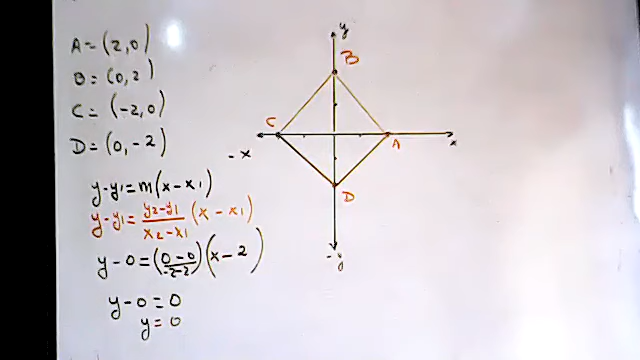 A = (2,0)
B = (0,2)
C = (-2,0)
D = (0,-2)
y-y1 = m(x-x1)
y-y1 = y2-y1/x2-x1 (x-x1)
y-0 = (0-0/-2-2)(x-2)
y-0 = 0
y = 0
y
B
C
A
x
-x
D
-y